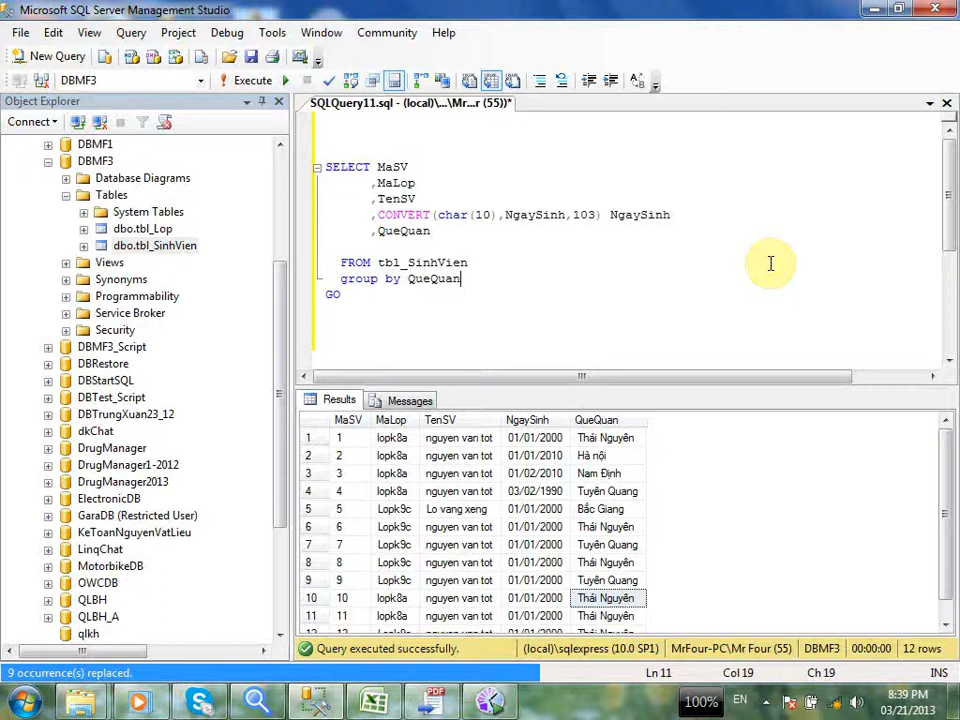 Microsoft SQL Server Management Studio
File Edit View Query Project Debug Tools Window Community Help
New Query
DBMF3 Execute
Object Explorer
SQLQuery11.sql - (local)\...\Mr...r (55))*
Connect
DBMF1
DBMF3
Database Diagrams
Tables
System Tables
dbo.tbl_Lop
dbo.tbl_SinhVien
Views
Synonyms
Programmability
Service Broker
Security
DBMF3_Script
DBRestore
DBStartSQL
DBTest_Script
DBTrungXuan23_12
dkChat
DrugManager
DrugManager1-2012
DrugManager2013
ElectronicDB
GaraDB (Restricted User)
KeToanNguyenVatLieu
LinqChat
MotorbikeDB
OWCDB
QLBH
QLBH_A
qlkh
SELECT MaSV
,MaLop
,TenSV
,CONVERT(char(10),NgaySinh,103) NgaySinh
,QueQuan
FROM tbl_SinhVien
group by QueQuan
GO
Results Messages
MaSV MaLop TenSV NgaySinh QueQuan
1 1 lopk8a nguyen van tot 01/01/2000 Thái Nguyên
2 2 lopk8a nguyen van tot 01/01/2010 Hà nội
3 3 lopk8a nguyen van tot 01/02/2010 Nam Định
4 4 lopk8a nguyen van tot 03/02/1990 Tuyên Quang
5 5 Lopk9c Lo vang xeng 01/01/2000 Bắc Giang
6 6 Lopk9c nguyen van tot 01/01/2000 Thái Nguyên
7 7 Lopk9c nguyen van tot 01/01/2000 Tuyên Quang
8 8 Lopk9c nguyen van tot 01/01/2000 Thái Nguyên
9 9 Lopk9c nguyen van tot 01/01/2000 Tuyên Quang
10 10 lopk8a nguyen van tot 01/01/2000 Thái Nguyên
11 11 lopk8a nguyen van tot 01/01/2000 Thái Nguyên
Query executed successfully. (local)\sqlexpress (10.0 SP1) MrFour-PC\Mr Four (55) DBMF3 00:00:00 12 rows
9 occurrence(s) replaced. Ln 11 Col 19 Ch 19 INS
100% EN 8:39 PM
03/21/2013